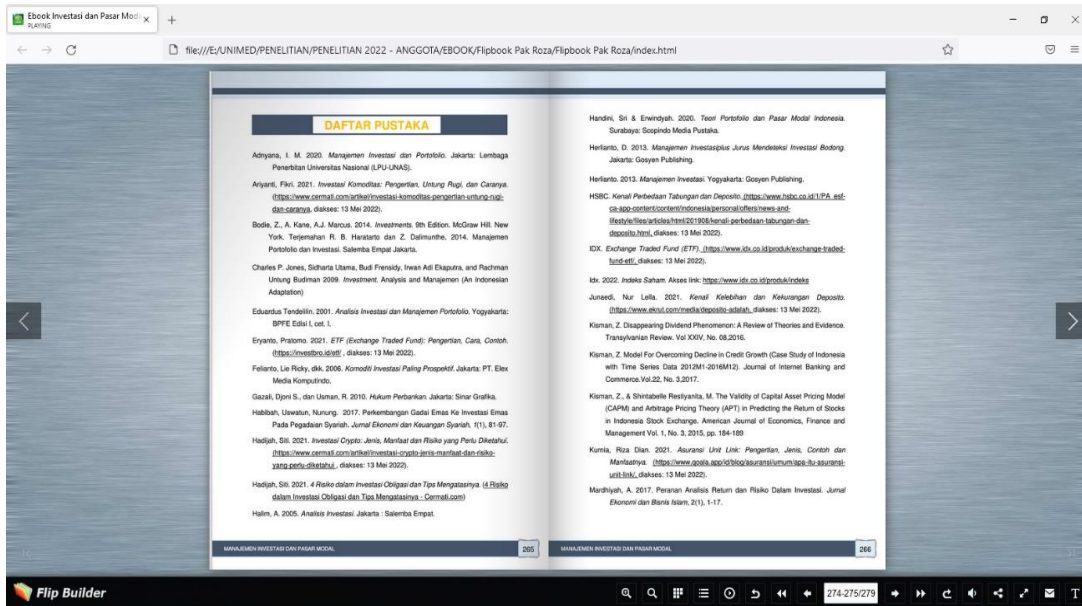 Ebook Investasi dan Pasar Mod
PLAYING
file:///E:/UNIMED/PENELITIAN/PENELITIAN 2022 - ANGGOTA/EBOOK/Flipbook Pak Roza/Flipbook Pak Roza/index.html
DAFTAR PUSTAKA
Adnyana, I. M. 2020. Manajemen Investasi dan Portofolio. Jakarta: Lembaga
Penerbitan Universitas Nasional (LPU-UNAS).
Ariyanti, Fikri. 2021. Investasi Komoditas: Pengertian, Untung Rugi, dan Caranya.
(https://www.cermati.com/artikel/investasi-komoditas-pengertian-untung-rugi-
dan-caranya, diakses: 13 Mei 2022).
Bodie, Z., A. Kane, A.J. Marcus. 2014. Investments. 9th Edition. McGraw Hill. New
York. Terjemahan R. B. Haratarto dan Z. Dalimunthe. 2014. Manajemen
Portofolio dan Investasi. Salemba Empat Jakarta.
Charles P. Jones, Sidharta Utama, Budi Frensidy, Irwan Adi Ekaputra, and Rachman
Untung Budiman 2009. Investment. Analysis and Manajemen (An Indonesian
Adaptation)
Eduardus Tendelilin. 2001. Analisis Investasi dan Manajemen Portofolio. Yogyakarta:
BPFE Edisi I, cet. I.
Eryanto, Pratomo. 2021. ETF (Exchange Traded Fund): Pengertian, Cara, Contoh.
(https://investbro.id/etf/ , diakses: 13 Mei 2022).
Felianto, Lie Ricky, dkk. 2006. Komoditi Investasi Paling Prospektif. Jakarta: PT. Elex
Media Komputindo.
Gazali, Djoni S., dan Usman, R. 2010. Hukum Perbankan. Jakarta: Sinar Grafika.
Habibah, Uswatun, Nunung. 2017. Perkembangan Gadai Emas Ke Investasi Emas
Pada Pegadaian Syariah. Jurnal Ekonomi dan Keuangan Syariah, 1(1), 81-97.
Hadijah, Siti. 2021. Investasi Crypto: Jenis, Manfaat dan Risiko yang Perlu Diketahui.
(https://www.cermati.com/artikel/investasi-crypto-jenis-manfaat-dan-risiko-
yang-perlu-diketahui , diakses: 13 Mei 2022).
Hadijah, Siti. 2021. 4 Risiko dalam Investasi Obligasi dan Tips Mengatasinya. (4 Risiko
dalam Investasi Obligasi dan Tips Mengatasinya - Cermati.com)
Halim, A. 2005. Analisis Investasi. Jakarta : Salemba Empat.
MANAJEMEN INVESTASI DAN PASAR MODAL
265
Handini, Sri & Erwindyah. 2020. Teori Portofolio dan Pasar Modal Indonesia.
Surabaya: Scopindo Media Pustaka.
Herlianto, D. 2013. Manajemen Investasiplus Jurus Mendeteksi Investasi Bodong.
Jakarta: Gosyen Publishing.
Herlianto. 2013. Manajemen Investasi. Yogyakarta: Gosyen Publishing.
HSBC. Kenali Perbedaan Tabungan dan Deposito. (https://www.hsbc.co.id/1/PA_esf-
ca-app-content/content/indonesia/personal/offers/news-and-
lifestyle/files/articles/html/201908/kenali-perbedaan-tabungan-dan-
deposito.html, diakses: 13 Mei 2022).
IDX. Exchange Traded Fund (ETF). (https://www.idx.co.id/produk/exchange-traded-
fund-etf/, diakses: 13 Mei 2022).
Idx. 2022. Indeks Saham. Akses link: https://www.idx.co.id/produk/indeks
Junaedi, Nur Lella. 2021. Kenali Kelebihan dan Kekurangan Deposito.
(https://www.ekrut.com/media/deposito-adalah, diakses: 13 Mei 2022).
Kisman, Z. Disappearing Dividend Phenomenon: A Review of Theories and Evidence.
Transylvanian Review. Vol XXIV, No. 08,2016.
Kisman, Z. Model For Overcoming Decline in Credit Growth (Case Study of Indonesia
with Time Series Data 2012M1-2016M12). Journal of Internet Banking and
Commerce.Vol.22, No. 3,2017.
Kisman, Z., & Shintabelle Restiyanita, M. The Validity of Capital Asset Pricing Model
(CAPM) and Arbitrage Pricing Theory (APT) in Predicting the Return of Stocks
in Indonesia Stock Exchange. American Journal of Economics, Finance and
Management Vol. 1, No. 3, 2015, pp. 184-189
Kurnia, Riza Dian. 2021. Asuransi Unit Link: Pengertian, Jenis, Contoh dan
Manfaatnya. (https://www.qoala.app/id/blog/asuransi/umum/apa-itu-asuransi-
unit-link/, diakses: 13 Mei 2022).
Mardhiyah, A. 2017. Peranan Analisis Return dan Risiko Dalam Investasi. Jurnal
Ekonomi dan Bisnis Islam, 2(1), 1-17.
MANAJEMEN INVESTASI DAN PASAR MODAL
266
Flip Builder
274-275/279